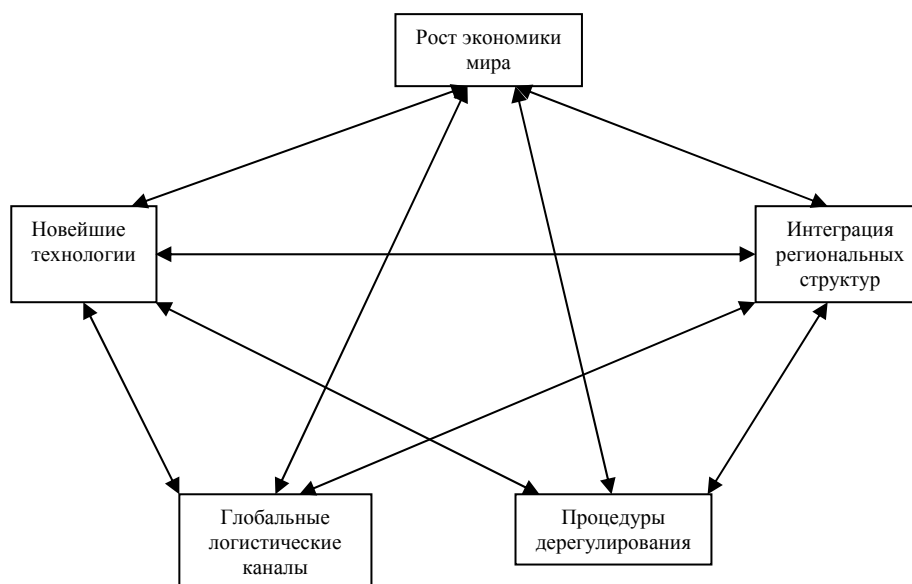 Рост экономики
мира
Новейшие
технологии
Интеграция
региональных
структур
Глобальные
логистические
каналы
Процедуры
дерегулирования